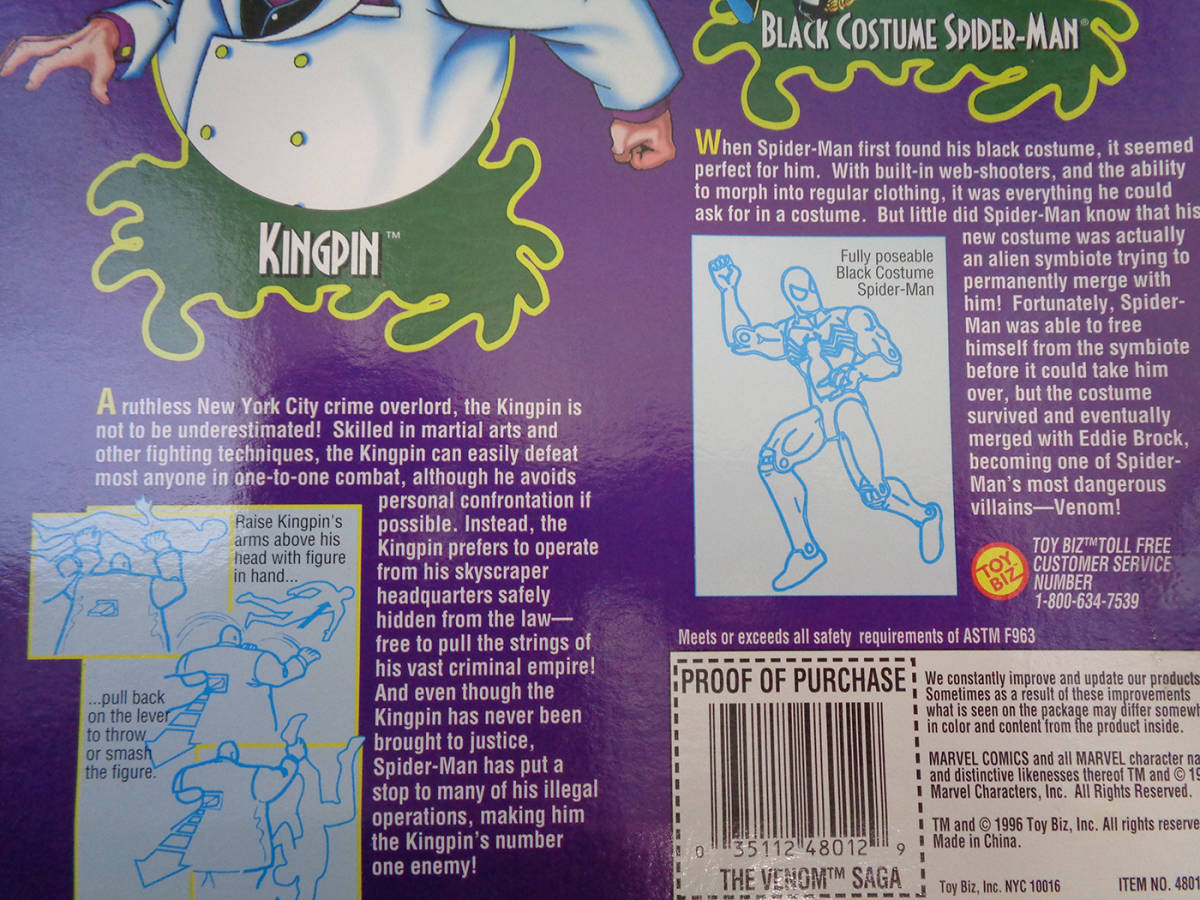 KINGPIN™
A ruthless New York City crime overlord, the Kingpin is
not to be underestimated! Skilled in martial arts and
other fighting techniques, the Kingpin can easily defeat
most anyone in one-to-one combat, although he avoids
personal confrontation if
possible. Instead, the
Kingpin prefers to operate
from his skyscraper
headquarters safely
hidden from the law—
free to pull the strings of
his vast criminal empire!
And even though the
Kingpin has never been
brought to justice,
Spider-Man has put a
stop to many of his illegal
operations, making him
the Kingpin's number
one enemy!
Raise Kingpin's
arms above his
head with figure
in hand...
...pull back
on the lever
to throw
or smash
the figure.
BLACK COSTUME SPIDER-MAN®
When Spider-Man first found his black costume, it seemed
perfect for him. With built-in web-shooters, and the ability
to morph into regular clothing, it was everything he could
ask for in a costume. But little did Spider-Man know that his
new costume was actually
an alien symbiote trying to
permanently merge with
him! Fortunately, Spider-
Man was able to free
himself from the symbiote
before it could take him
over, but the costume
survived and eventually
merged with Eddie Brock,
becoming one of Spider-
Man's most dangerous
villains—Venom!
Fully poseable
Black Costume
Spider-Man
TOY BIZ
TOY BIZ™ TOLL FREE
CUSTOMER SERVICE
NUMBER
1-800-634-7539
Meets or exceeds all safety requirements of ASTM F963
PROOF OF PURCHASE
0 35112 48012 9
THE VENOM™ SAGA
We constantly improve and update our products
Sometimes as a result of these improvements
what is seen on the package may differ somewh
in color and content from the product inside.
MARVEL COMICS and all MARVEL character na
and distinctive likenesses thereof TM and © 19
Marvel Characters, Inc. All Rights Reserved.
TM and © 1996 Toy Biz, Inc. All rights reserve
Made in China.
Toy Biz, Inc. NYC 10016 ITEM NO. 4801